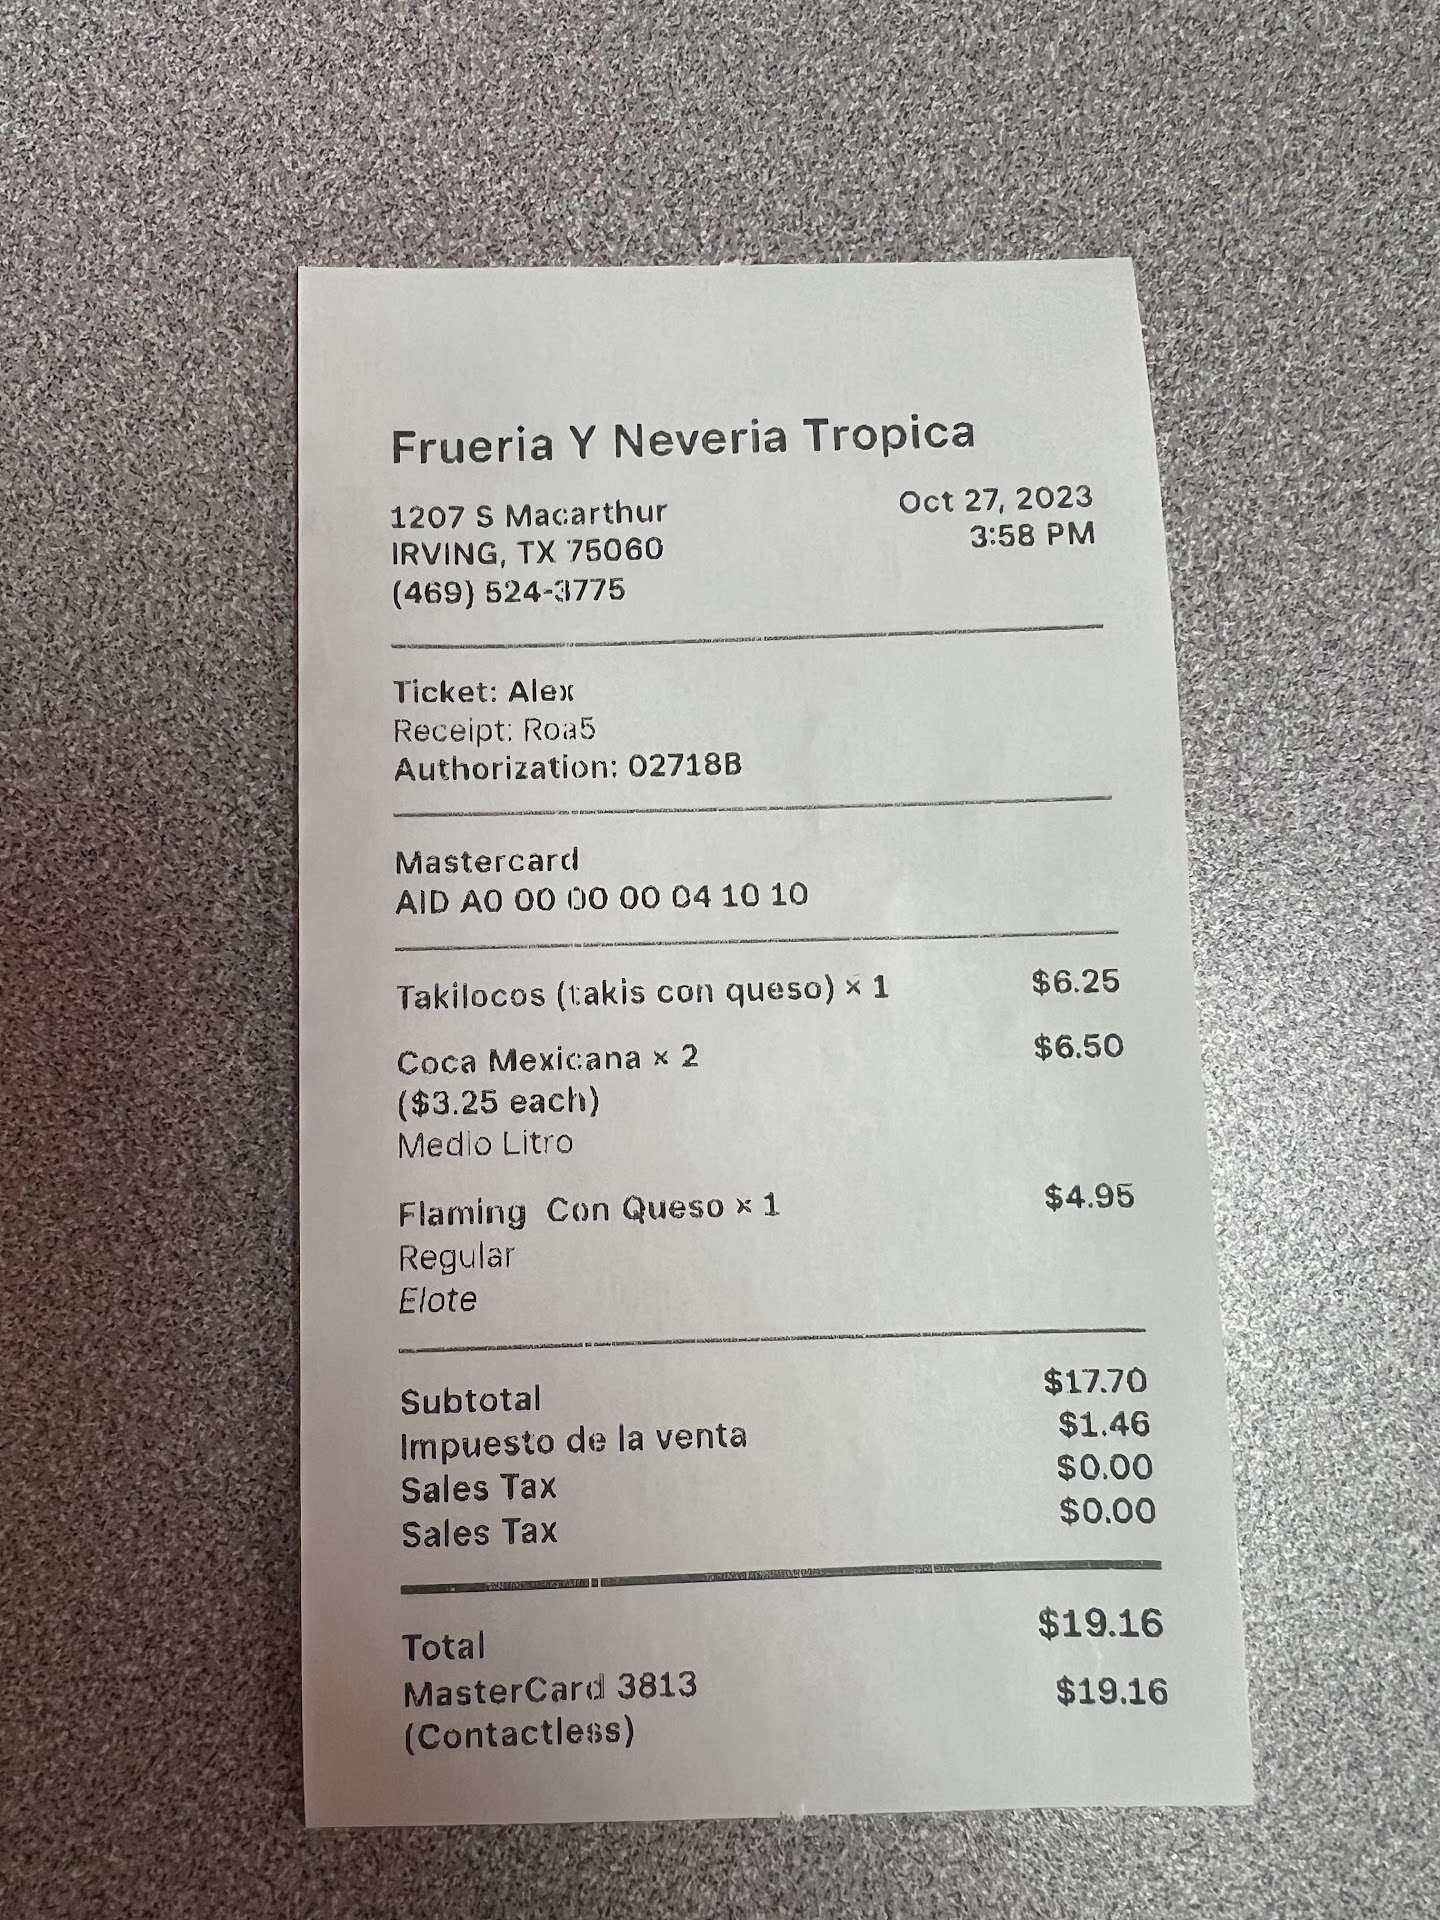 Frueria Y Neveria Tropica
1207 S Macarthur
IRVING, TX 75060
(469) 524-3775
Oct 27, 2023
3:58 PM
Ticket: Alex
Receipt: Roa5
Authorization: 02718B
Mastercard
AID A0 00 00 00 04 10 10
Takilocos (takis con queso) × 1 $6.25
Coca Mexicana × 2 $6.50
($3.25 each)
Medio Litro
Flaming Con Queso × 1 $4.95
Regular
Elote
Subtotal $17.70
Impuesto de la venta $1.46
Sales Tax $0.00
Sales Tax $0.00
Total $19.16
MasterCard 3813 $19.16
(Contactless)